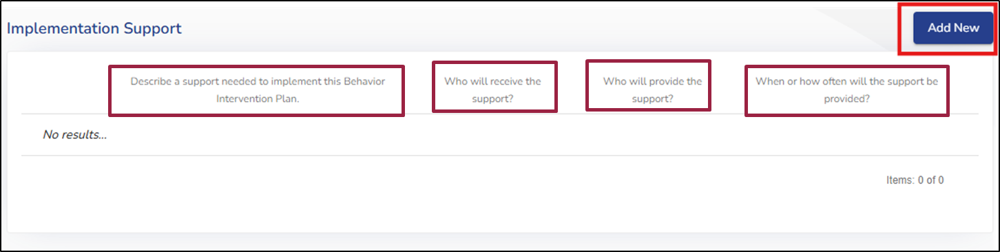 Implementation Support
Add New
Describe a support needed to implement this Behavior
Intervention Plan.
Who will receive the
support?
Who will provide the
support?
When or how often will the support be
provided?
No results...
Items: 0 of 0